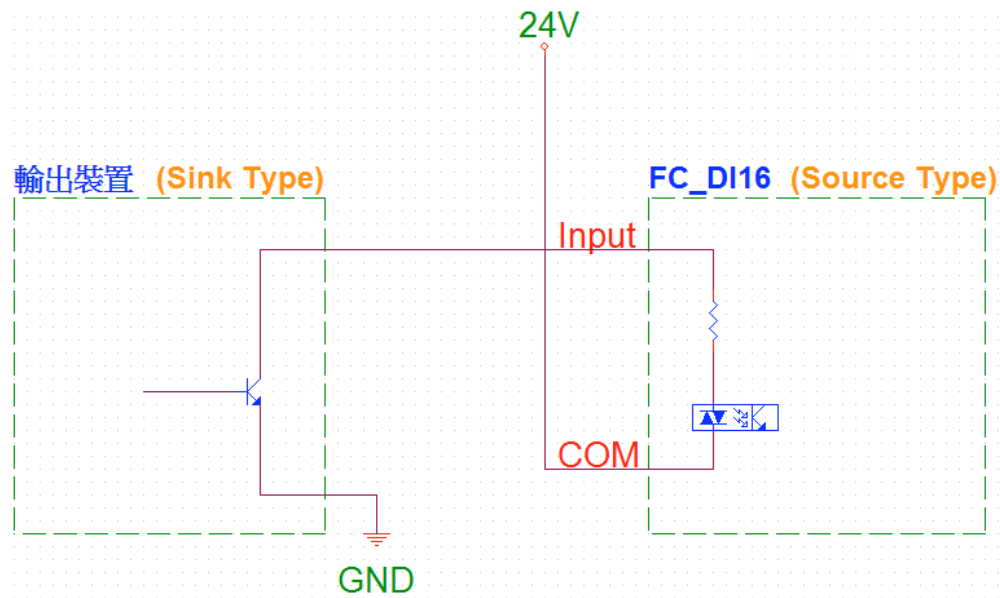 24V
輸出裝置 (Sink Type)
FC_DI16 (Source Type)
Input
COM
GND